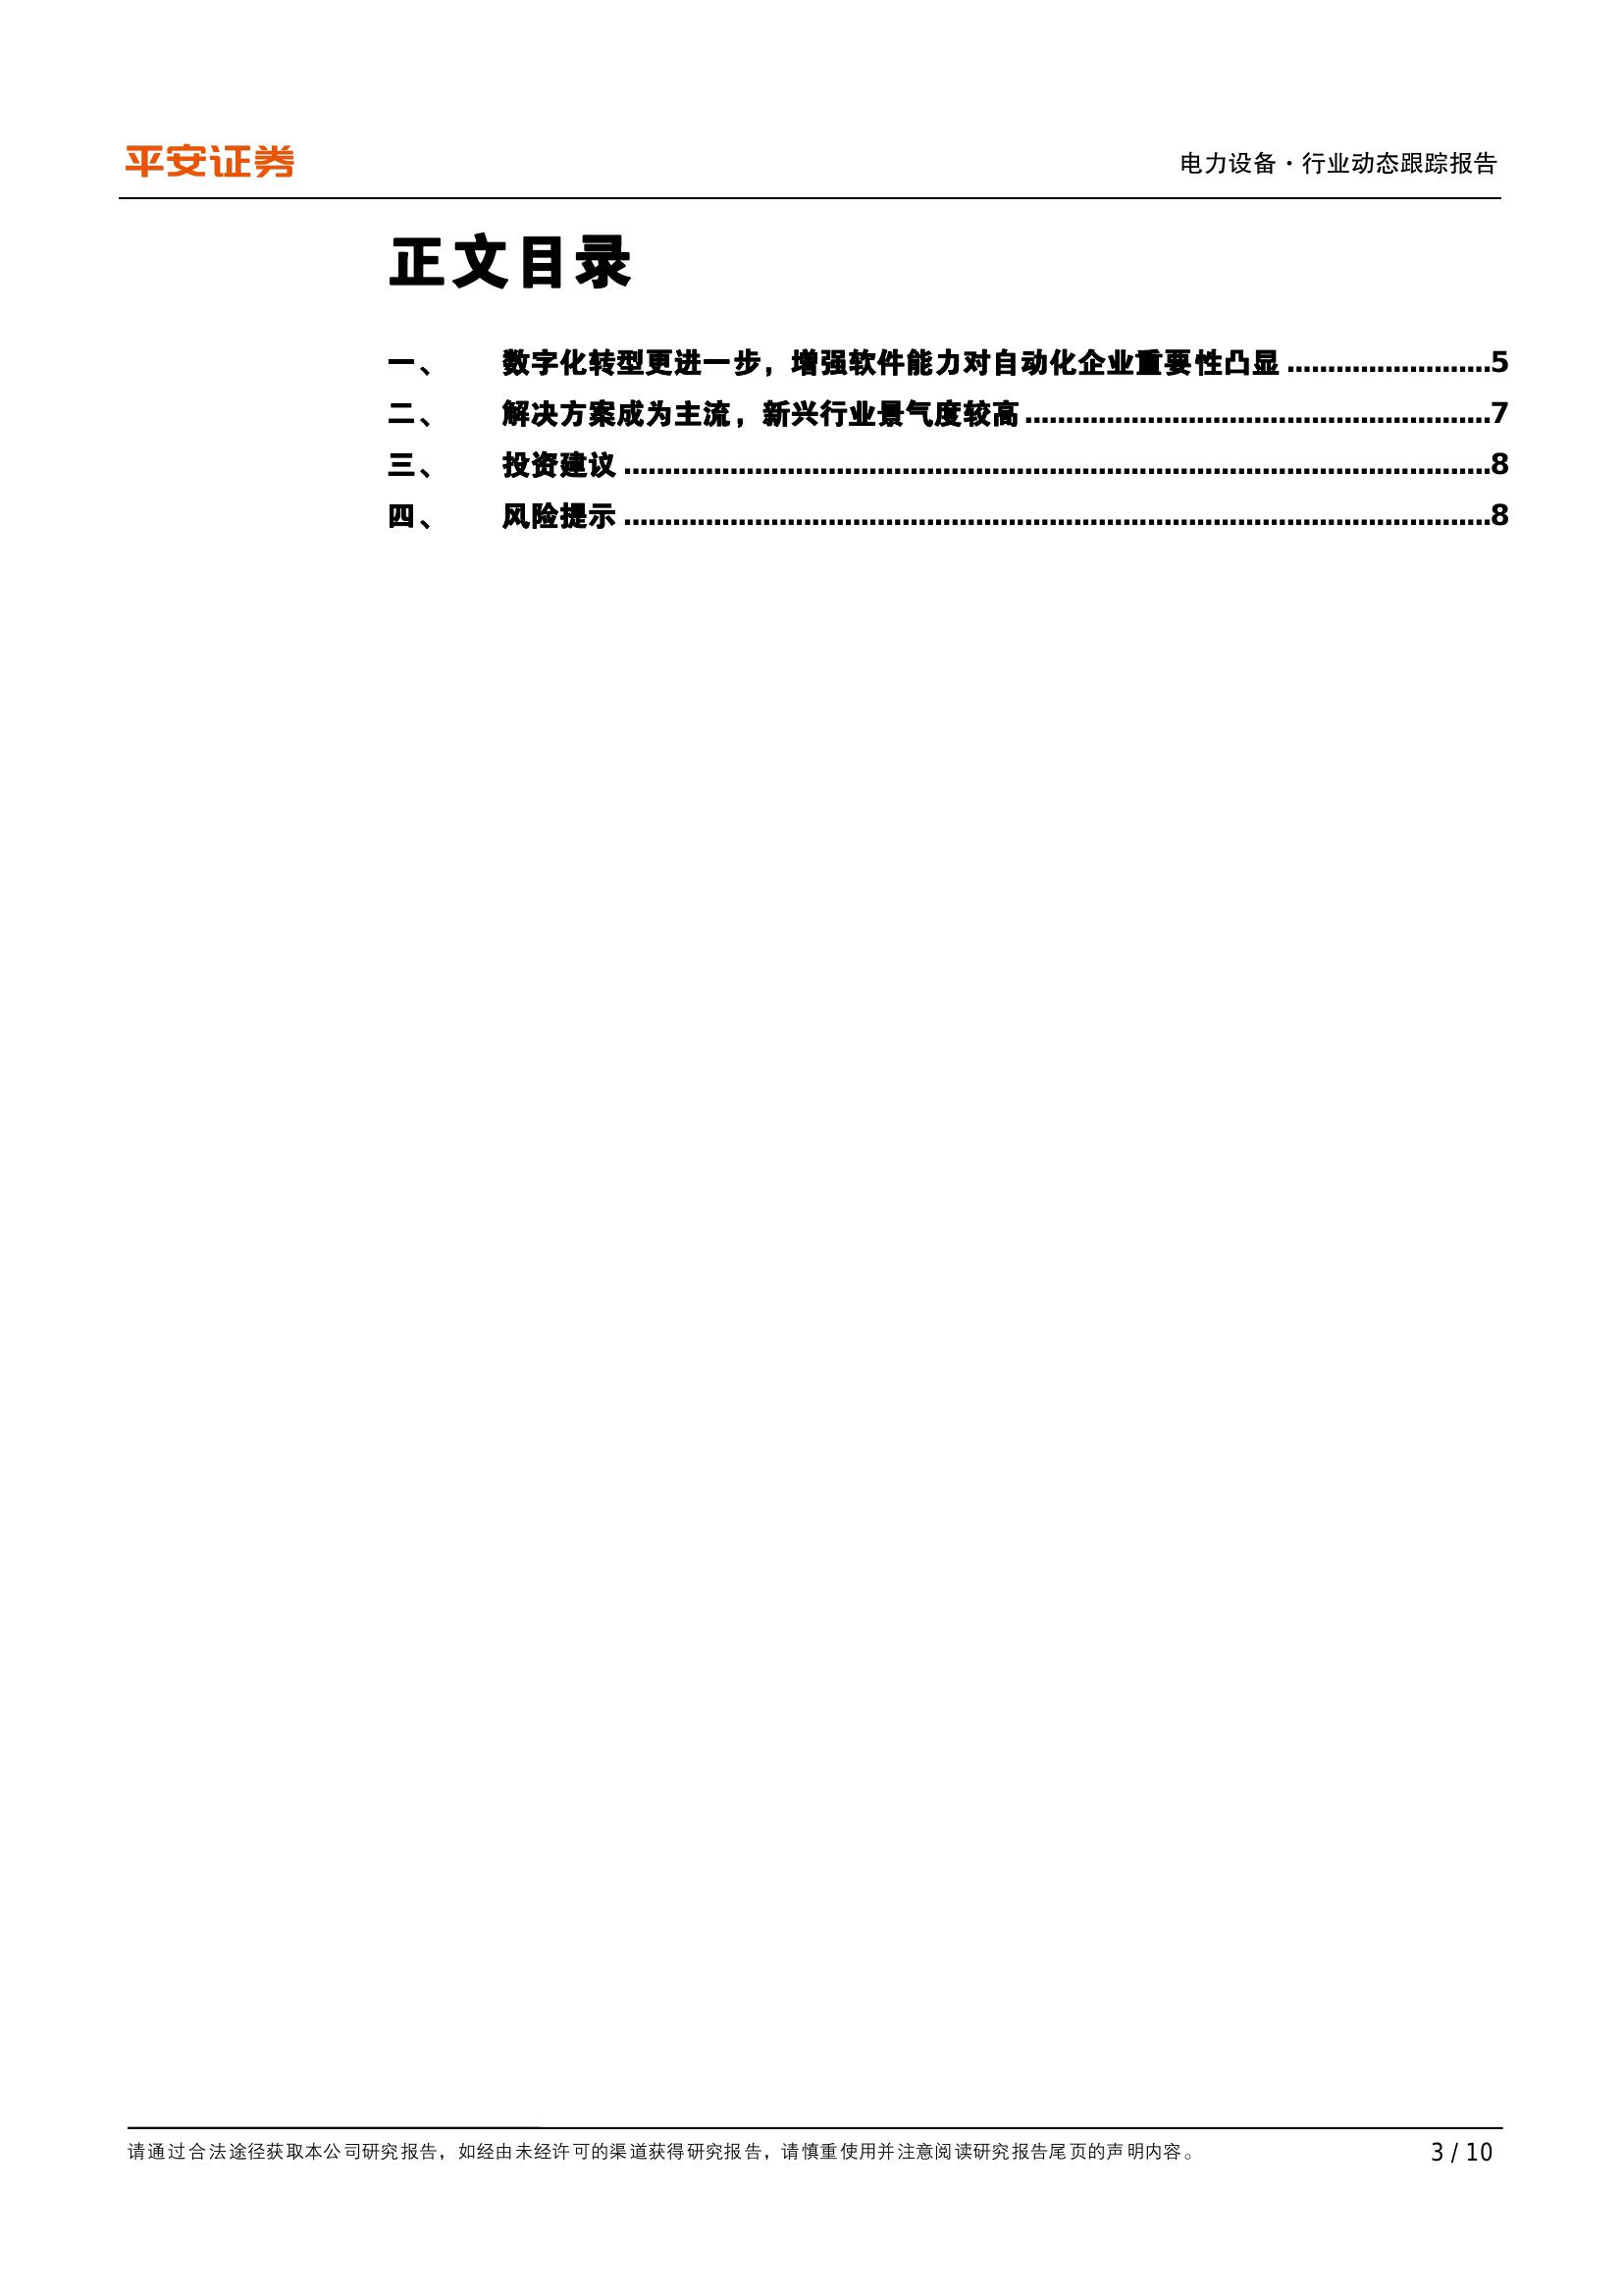 平安证券
电力设备·行业动态跟踪报告
正文目录
一、 数字化转型更进一步，增强软件能力对自动化企业重要性凸显.........................5
二、 解决方案成为主流，新兴行业景气度较高.........................................................7
三、 投资建议..........................................................................................................8
四、 风险提示..........................................................................................................8
请通过合法途径获取本公司研究报告，如经由未经许可的渠道获得研究报告，请慎重使用并注意阅读研究报告尾页的声明内容。
3 / 10